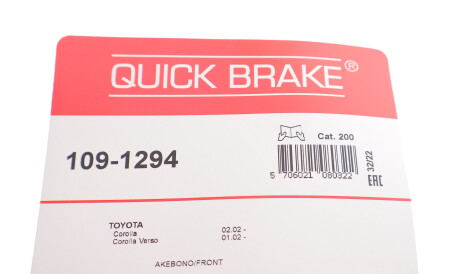 QUICK BRAKE®
Cat. 200
109-1294
5 706021 080322
32/22
EAC
TOYOTA
Corolla 02.02 -
Corolla Verso 01.02 -
AKEBONO/FRONT